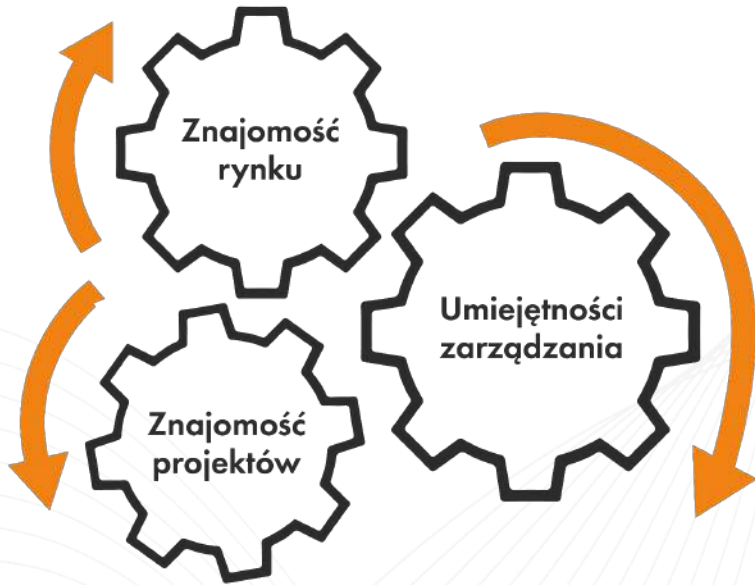 Znajomość
rynku
Umiejętności
zarządzania
Znajomość
projektów